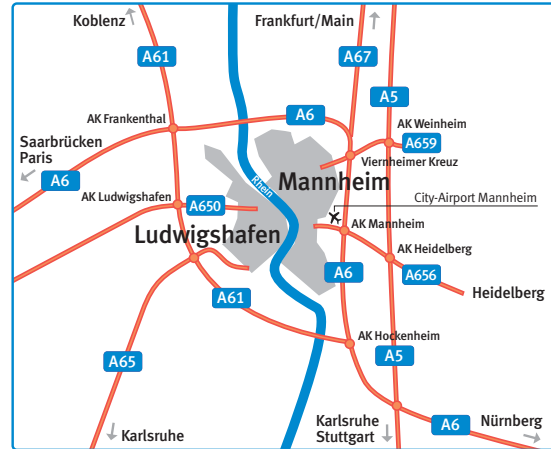 Koblenz
Frankfurt/Main
A61
A67
A5
AK Frankenthal
A6
AK Weinheim
A659
Saarbrücken
Paris
Viernheimer Kreuz
A6
Rhein
Mannheim
AK Ludwigshafen
A650
City-Airport Mannheim
AK Mannheim
Ludwigshafen
AK Heidelberg
A6
A656
A61
Heidelberg
AK Hockenheim
A65
A5
Karlsruhe
Karlsruhe
Stuttgart
A6
Nürnberg